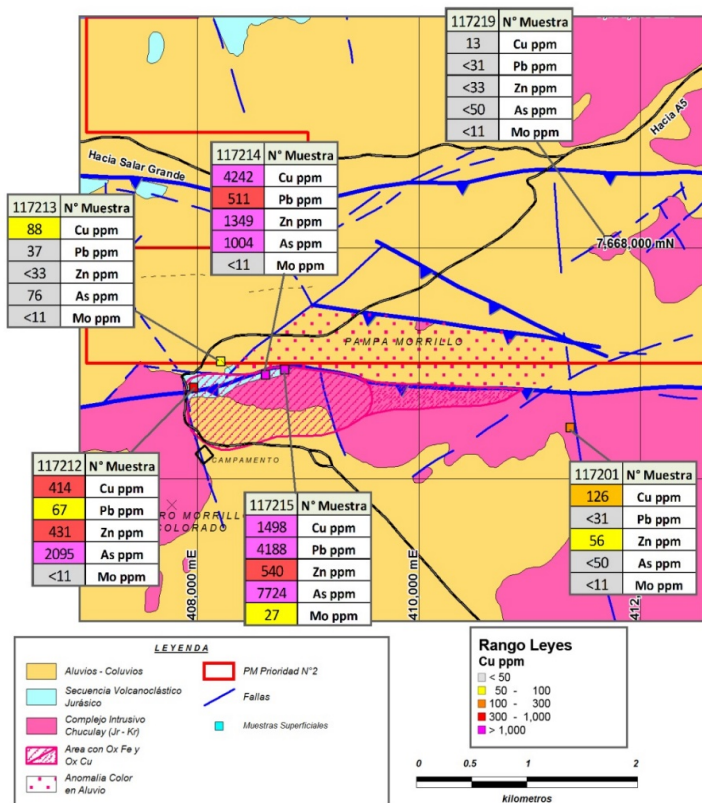 117219 N° Muestra
13 Cu ppm
<31 Pb ppm
<33 Zn ppm
<50 As ppm
<11 Mo ppm
Hacia A5
Hacia Salar Grande
117214 N° Muestra
4242 Cu ppm
511 Pb ppm
1349 Zn ppm
1004 As ppm
<11 Mo ppm
117213 N° Muestra
88 Cu ppm
37 Pb ppm
<33 Zn ppm
76 As ppm
<11 Mo ppm
7,668,000 mN
PAMPA MORRILLO
117212 N° Muestra
414 Cu ppm
67 Pb ppm
431 Zn ppm
2095 As ppm
<11 Mo ppm
CAMPAMENTO
RO MORRILL
COLORADO
117215 N° Muestra
1498 Cu ppm
4188 Pb ppm
540 Zn ppm
7724 As ppm
27 Mo ppm
117201 N° Muestra
126 Cu ppm
<31 Pb ppm
56 Zn ppm
<50 As ppm
<11 Mo ppm
408,000 mE
410,000 mE
412,
LEYENDA
Aluvios - Coluvios
Secuencia Volcanoclástico
Jurásico
Complejo Intrusivo
Chuculay (Jr - Kr)
Area con Ox Fe y
Ox Cu
Anomalia Color
en Aluvio
PM Prioridad N°2
Fallas
Muestras Superficiales
Rango Leyes
Cu ppm
< 50
50 - 100
100 - 300
300 - 1,000
> 1,000
0 0.5 1 2
kilometros